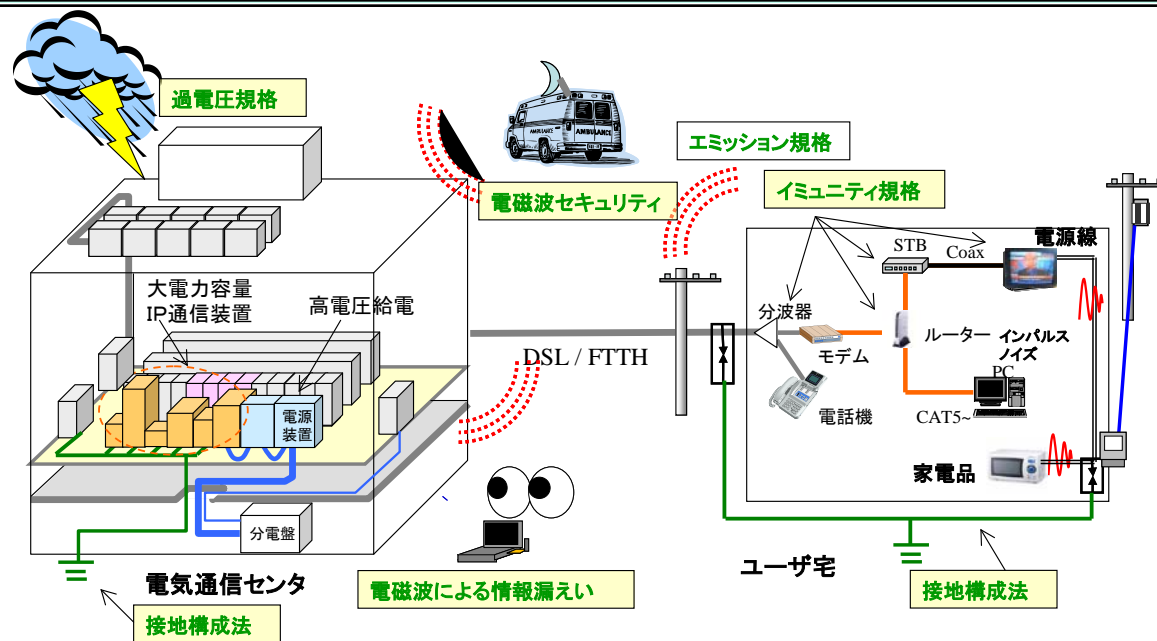 過電圧規格
AMBULANCE
AMBULANCE
エミッション規格
電磁波セキュリティ
イミュニティ規格
STB
Coax
電源線
大電力容量
IP通信装置
高電圧給電
分波器
DSL / FTTH
モデム
ルーター
インパルス
ノイズ
PC
電話機
CAT5~
電源
装置
家電品
分電盤
電気通信センタ
電磁波による情報漏えい
ユーザ宅
接地構成法
接地構成法